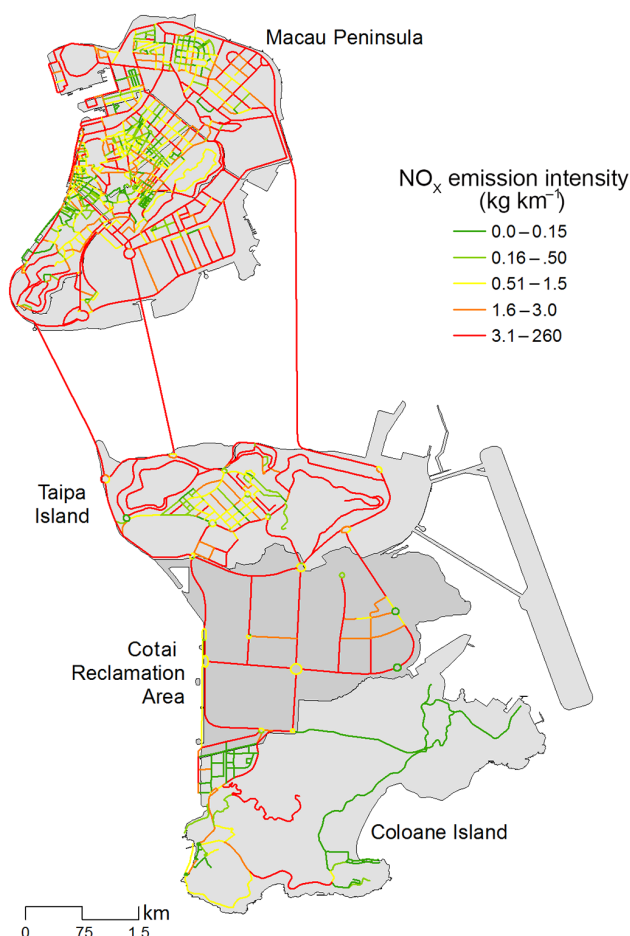 Macau Peninsula
NOx emission intensity
(kg km⁻¹)
0.0–0.15
0.16–.50
0.51–1.5
1.6–3.0
3.1–260
Taipa
Island
Cotai
Reclamation
Area
Coloane Island
km
0 75 1.5